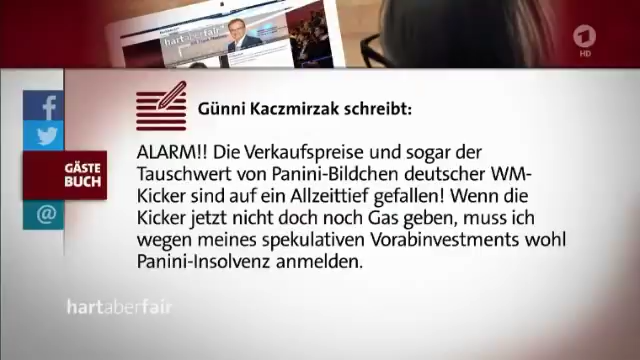 hartaberfair
HD
Günni Kaczmirzak schreibt:
ALARM!! Die Verkaufspreise und sogar der
Tauschwert von Panini-Bildchen deutscher WM-
Kicker sind auf ein Allzeittief gefallen! Wenn die
Kicker jetzt nicht doch noch Gas geben, muss ich
wegen meines spekulativen Vorabinvestments wohl
Panini-Insolvenz anmelden.
GÄSTE
BUCH
@
hartaberfair